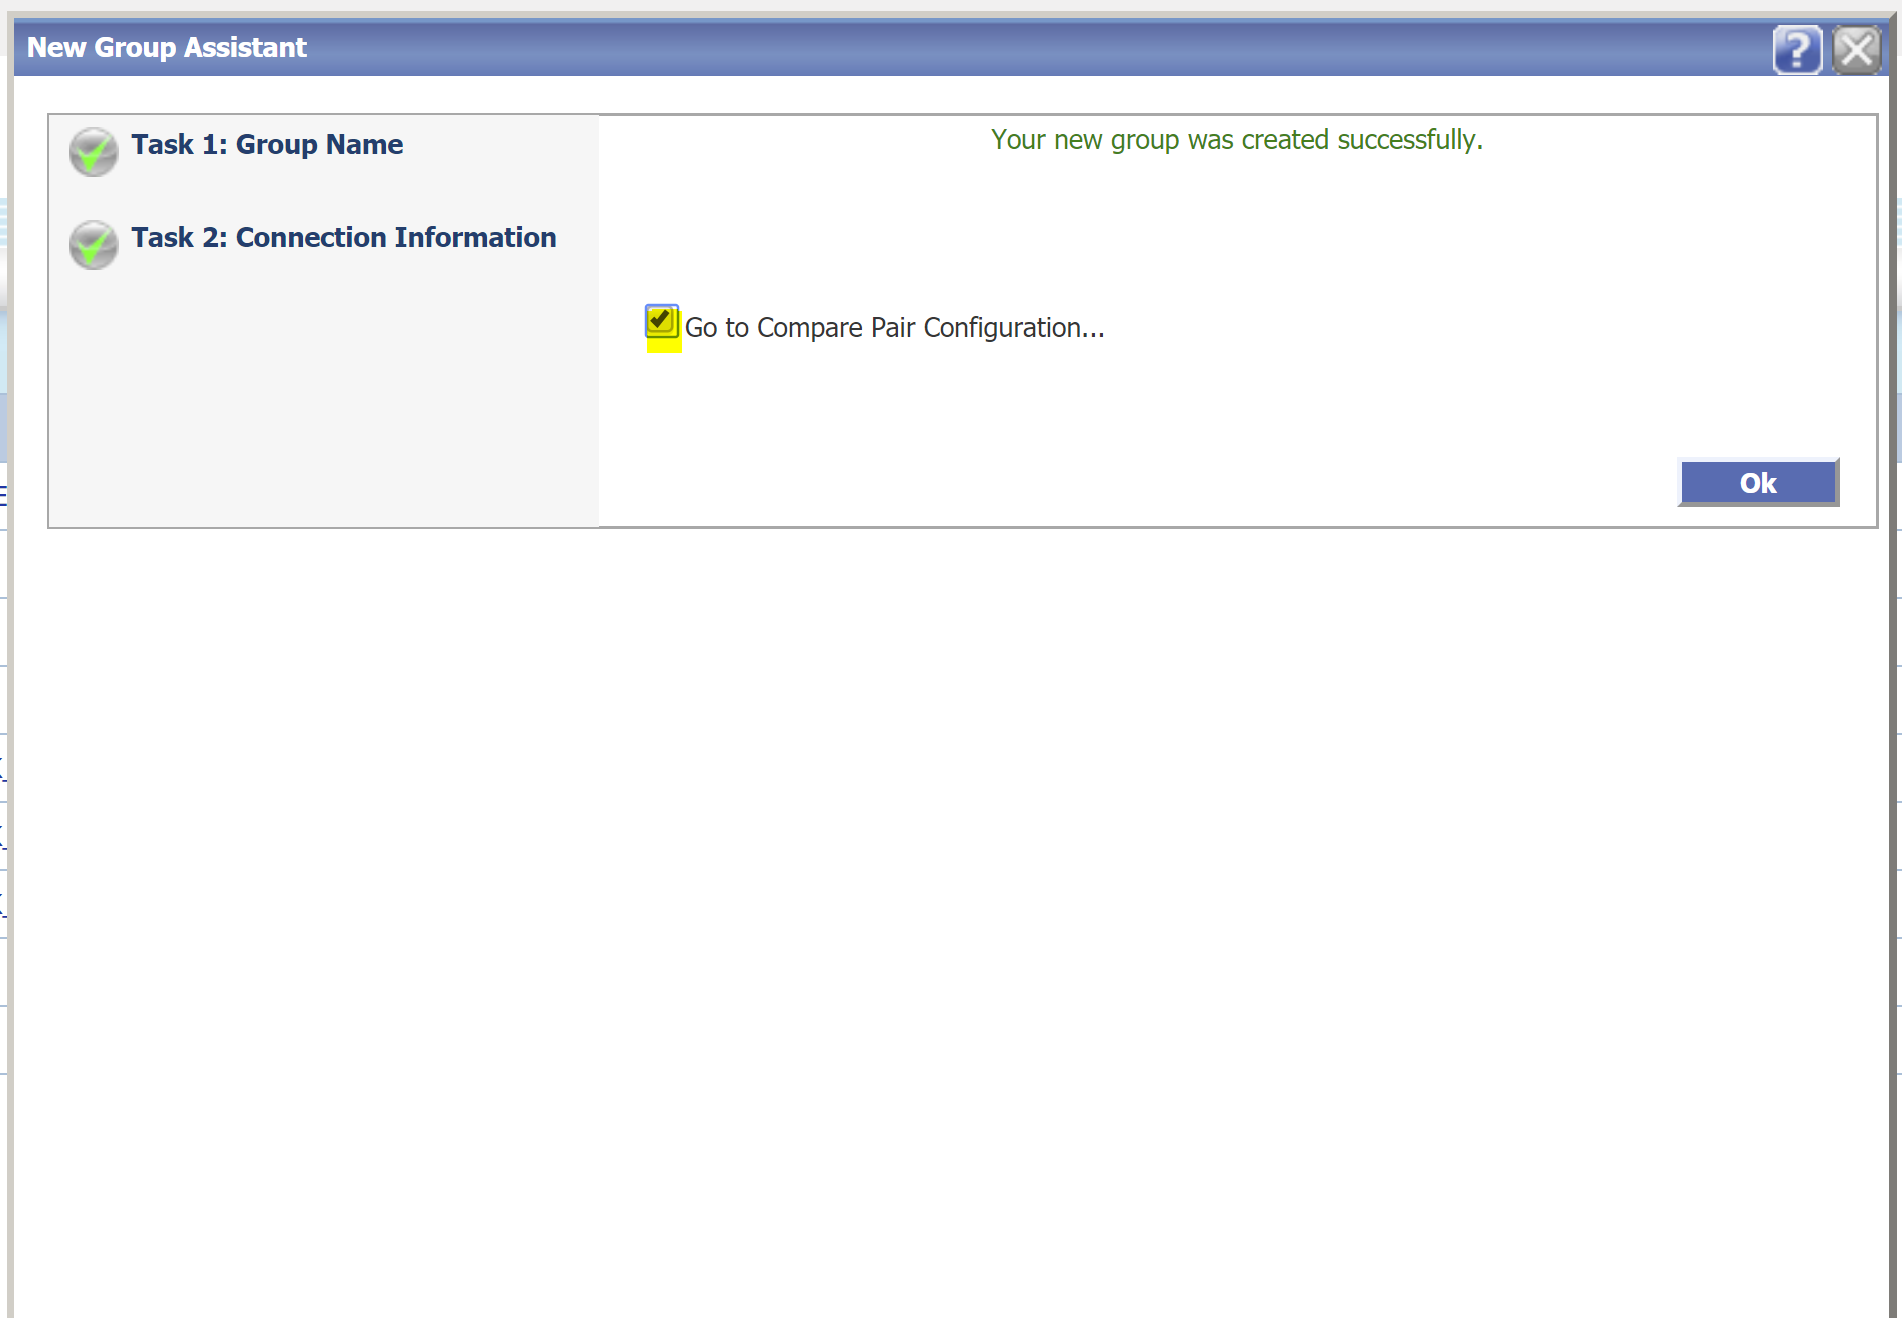 New Group Assistant
Task 1: Group Name
Your new group was created successfully.
Task 2: Connection Information
Go to Compare Pair Configuration...
Ok